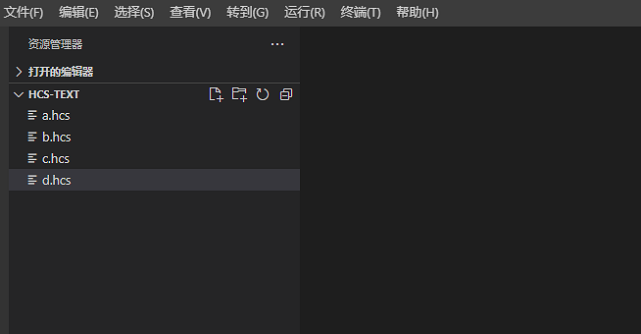 文件(F) 编辑(E) 选择(S) 查看(V) 转到(G) 运行(R) 终端(T) 帮助(H)
资源管理器
打开的编辑器
HCS-TEXT
a.hcs
b.hcs
c.hcs
d.hcs